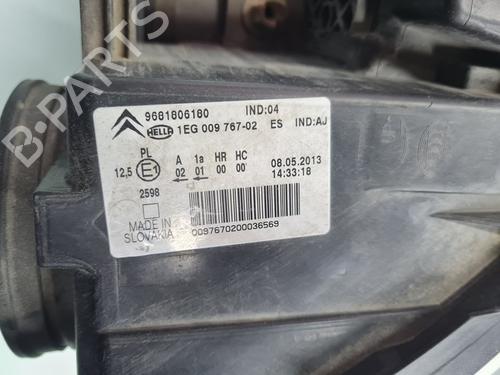 B-PARTS
9681806180 IND:04
HELLA 1EG 009 767-02 ES IND:AJ
PL A 1a HR HC 08.05.2013
12,5 E1 02 01 00 00 14:33:18
2598
MADE IN
SLOVAKIA 0097670200036569